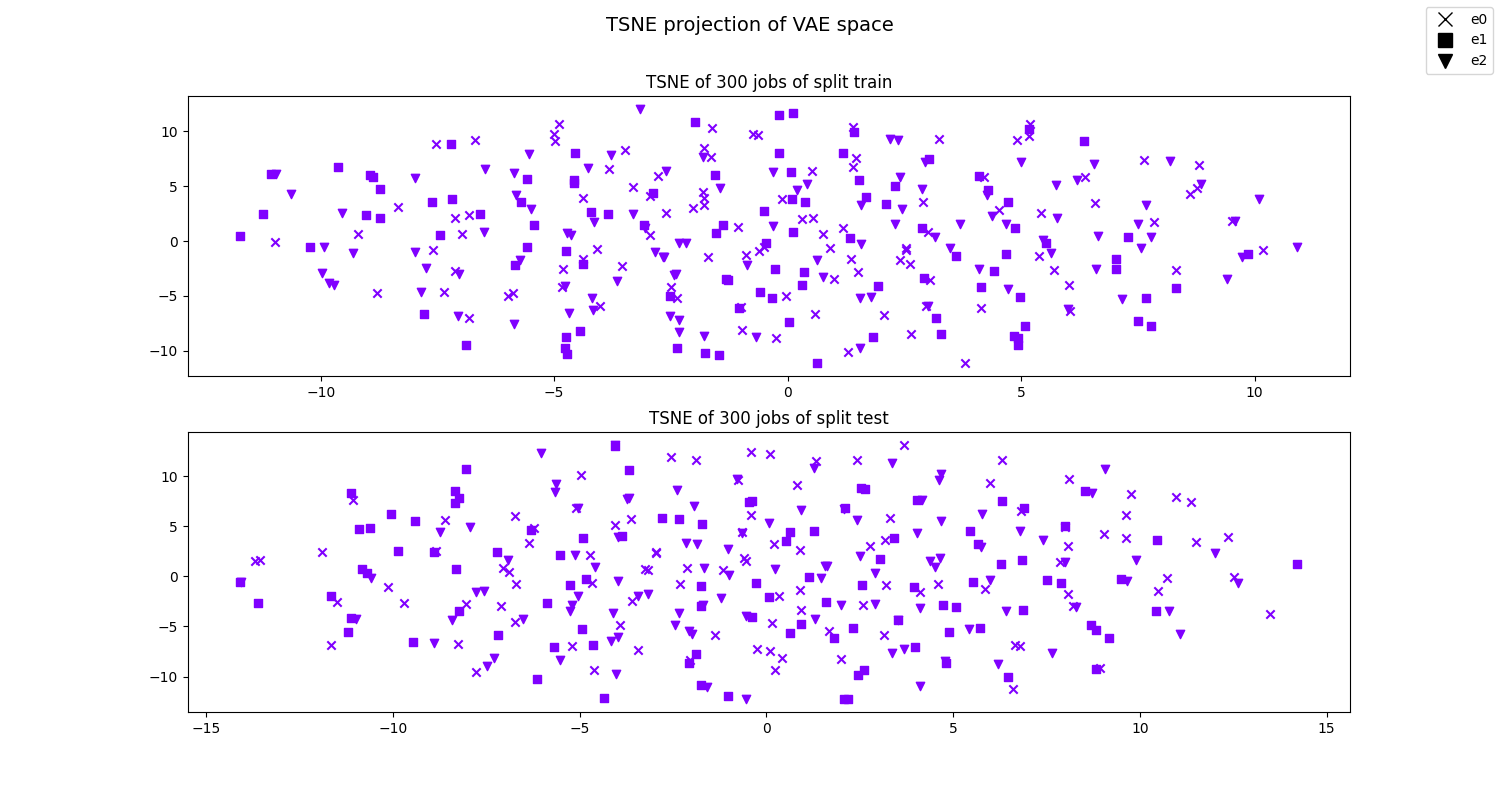 TSNE projection of VAE space
e0
e1
e2
TSNE of 300 jobs of split train
10
5
0
−5
−10
−10 −5 0 5 10
TSNE of 300 jobs of split test
10
5
0
−5
−10
−15 −10 −5 0 5 10 15